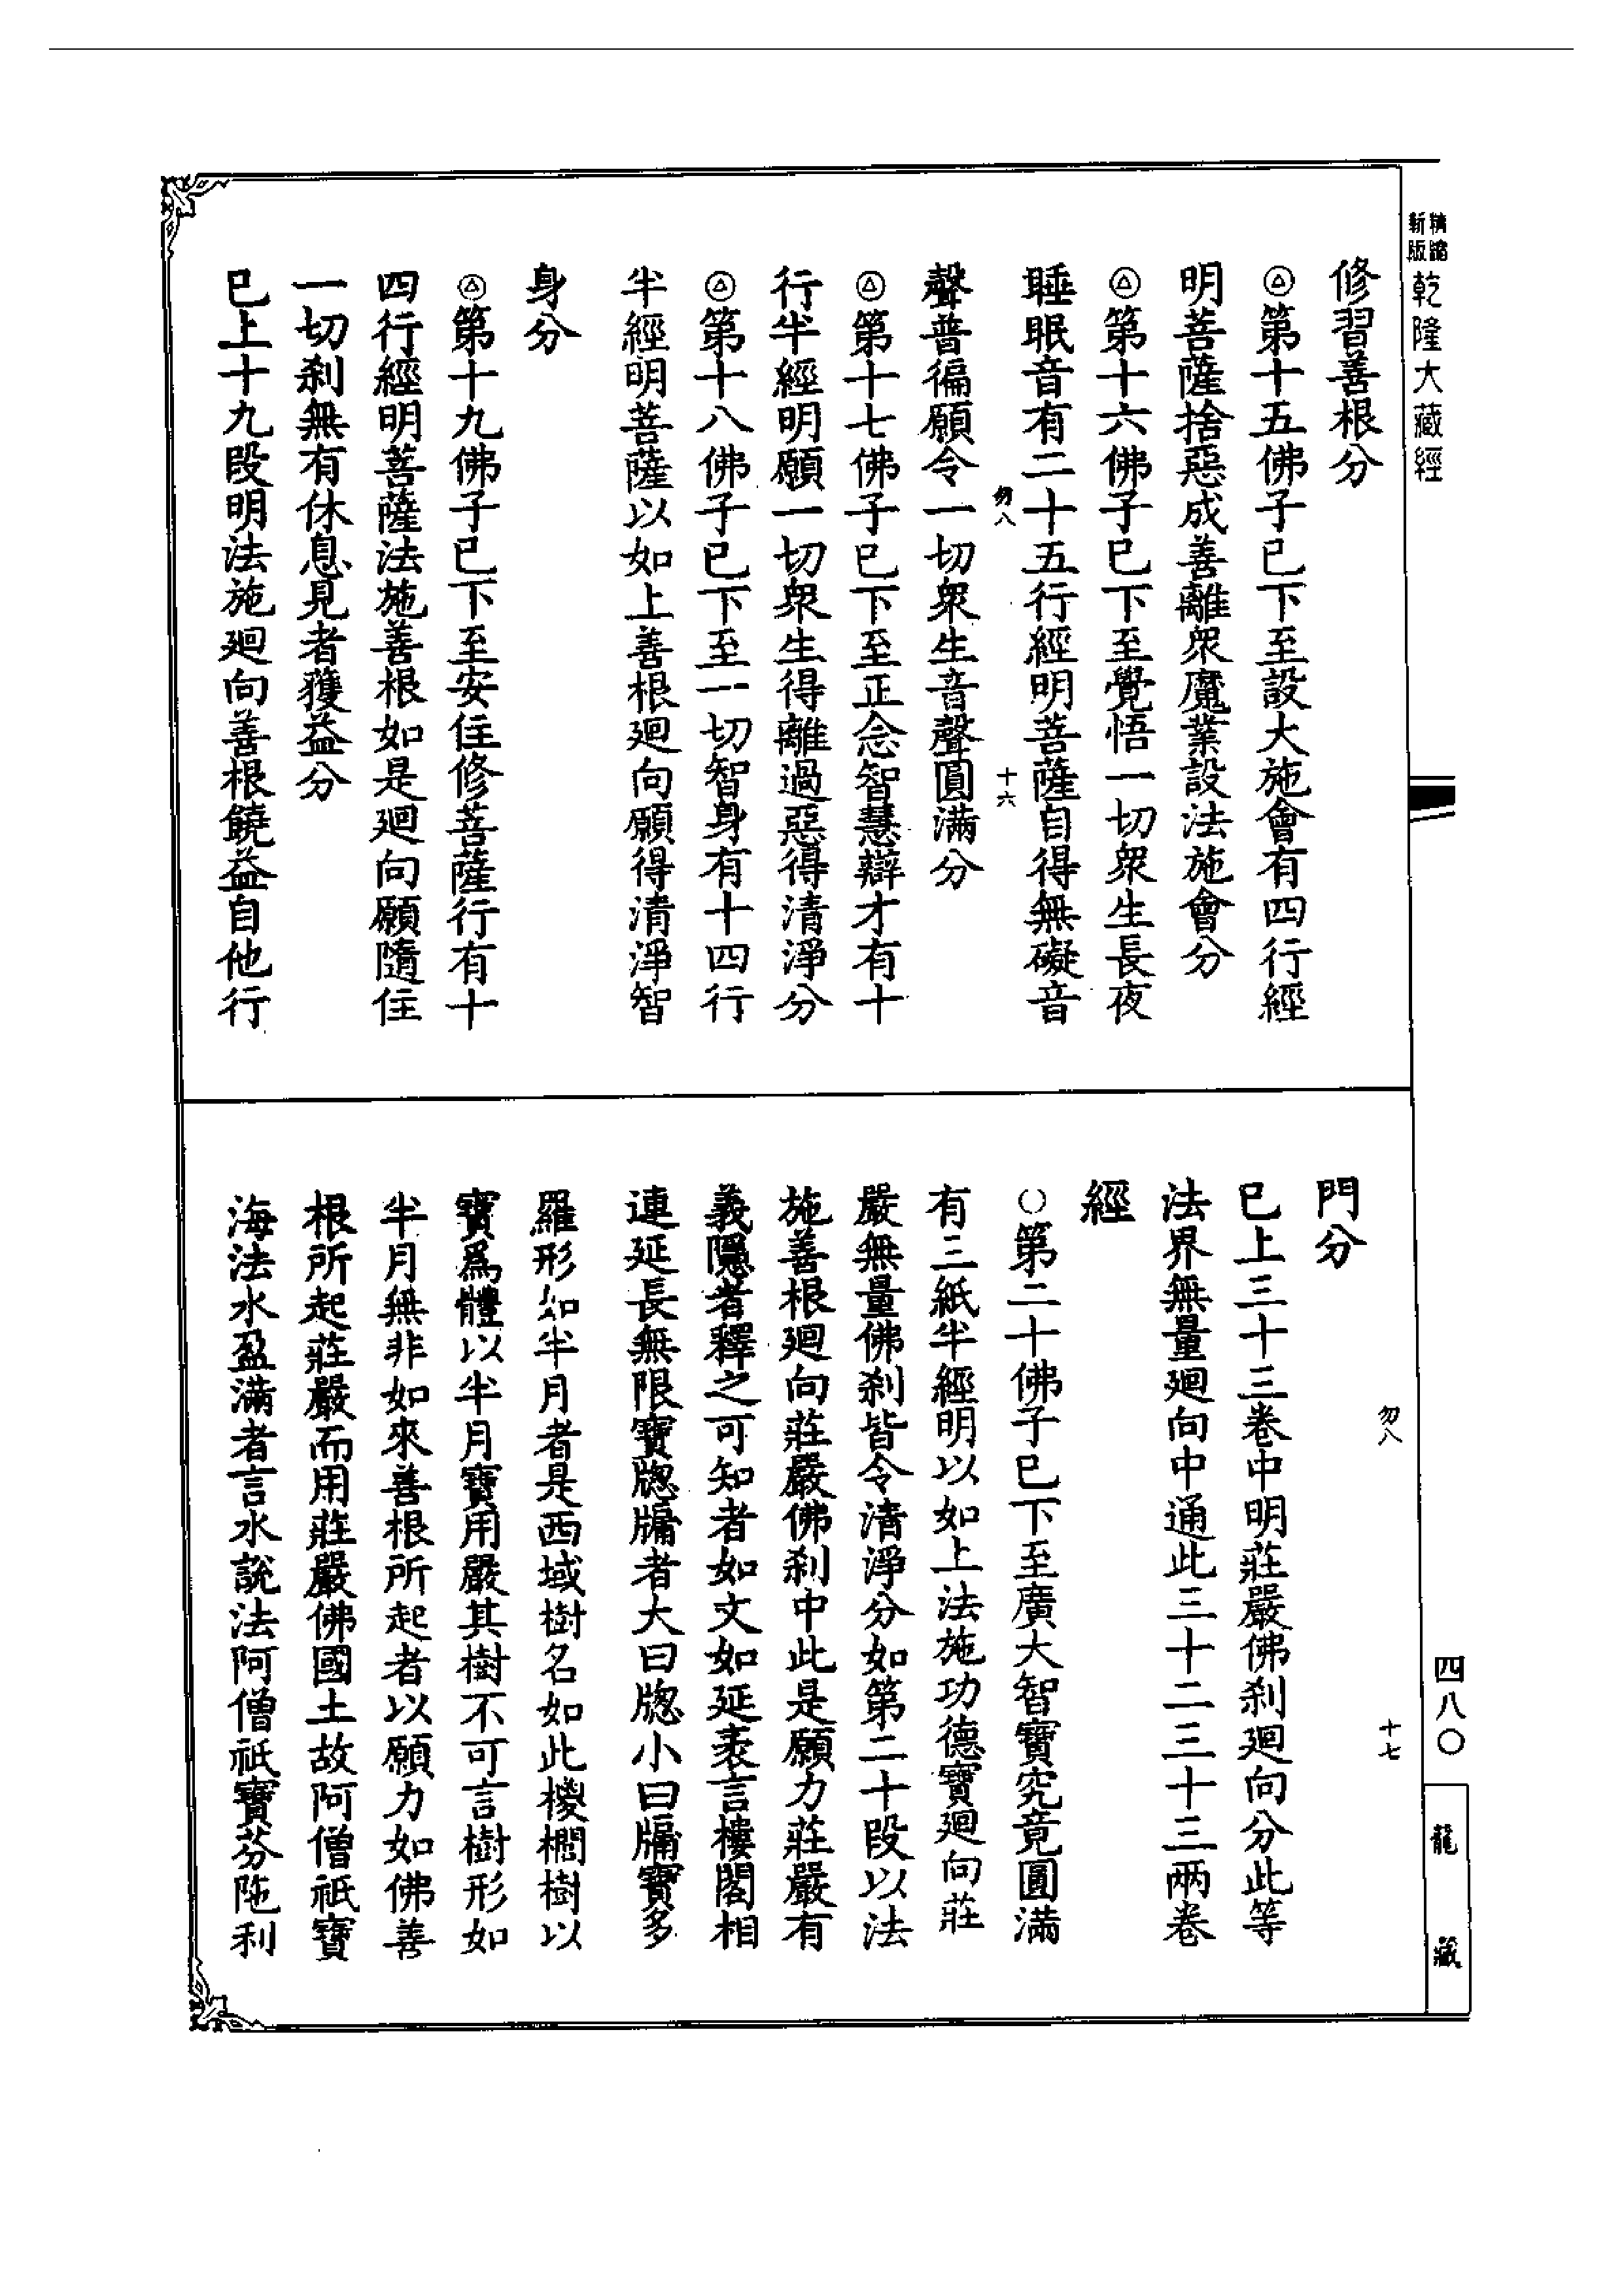 精縮新版
乾隆大藏經
修習善根分
第十五佛子已下至設大施會有四行經
明菩薩捨惡成善離衆魔業設法施會分
第十六佛子已下至覺悟一切衆生長夜
睡眠音有二十五行經明菩薩自得無礙音
勿八
十六
聲普徧願令一切衆生音聲圓滿分
第十七佛子已下至正念智慧辯才有十
行半經明願一切衆生得離過惡得清淨分
第十八佛子已下至一切智身有十四行
半經明菩薩以如上善根廻向願得清淨智
身分
第十九佛子已下至安住修菩薩行有十
四行經明菩薩法施善根如是廻向願隨住
一切剎無有休息見者獲益分
已上十九段明法施廻向善根饒益自他行
四八〇
龍藏
勿八
十七
門分
已上三十三卷中明莊嚴佛剎廻向分此等
法界無量廻向中通此三十二三十三兩卷
經
〇第二十佛子已下至廣大智寶究竟圓滿
有三紙半經明以如上法施功德寶廻向莊
嚴無量佛剎皆令清淨分如第二十段以法
施善根廻向莊嚴佛剎中此是願力莊嚴有
義隱者釋之可知者如文如延袤言樓閣相
連延長無限寶牎牖者大曰牎小曰牖寶多
羅形如半月者是西域樹名如此椶櫚樹以
寶爲體以半月寶用嚴其樹不可言樹形如
半月無非如來善根所起者以願力如佛善
根所起莊嚴而用莊嚴佛國土故阿僧祇寶
海法水盈滿者言水說法阿僧祇寶芬陁利